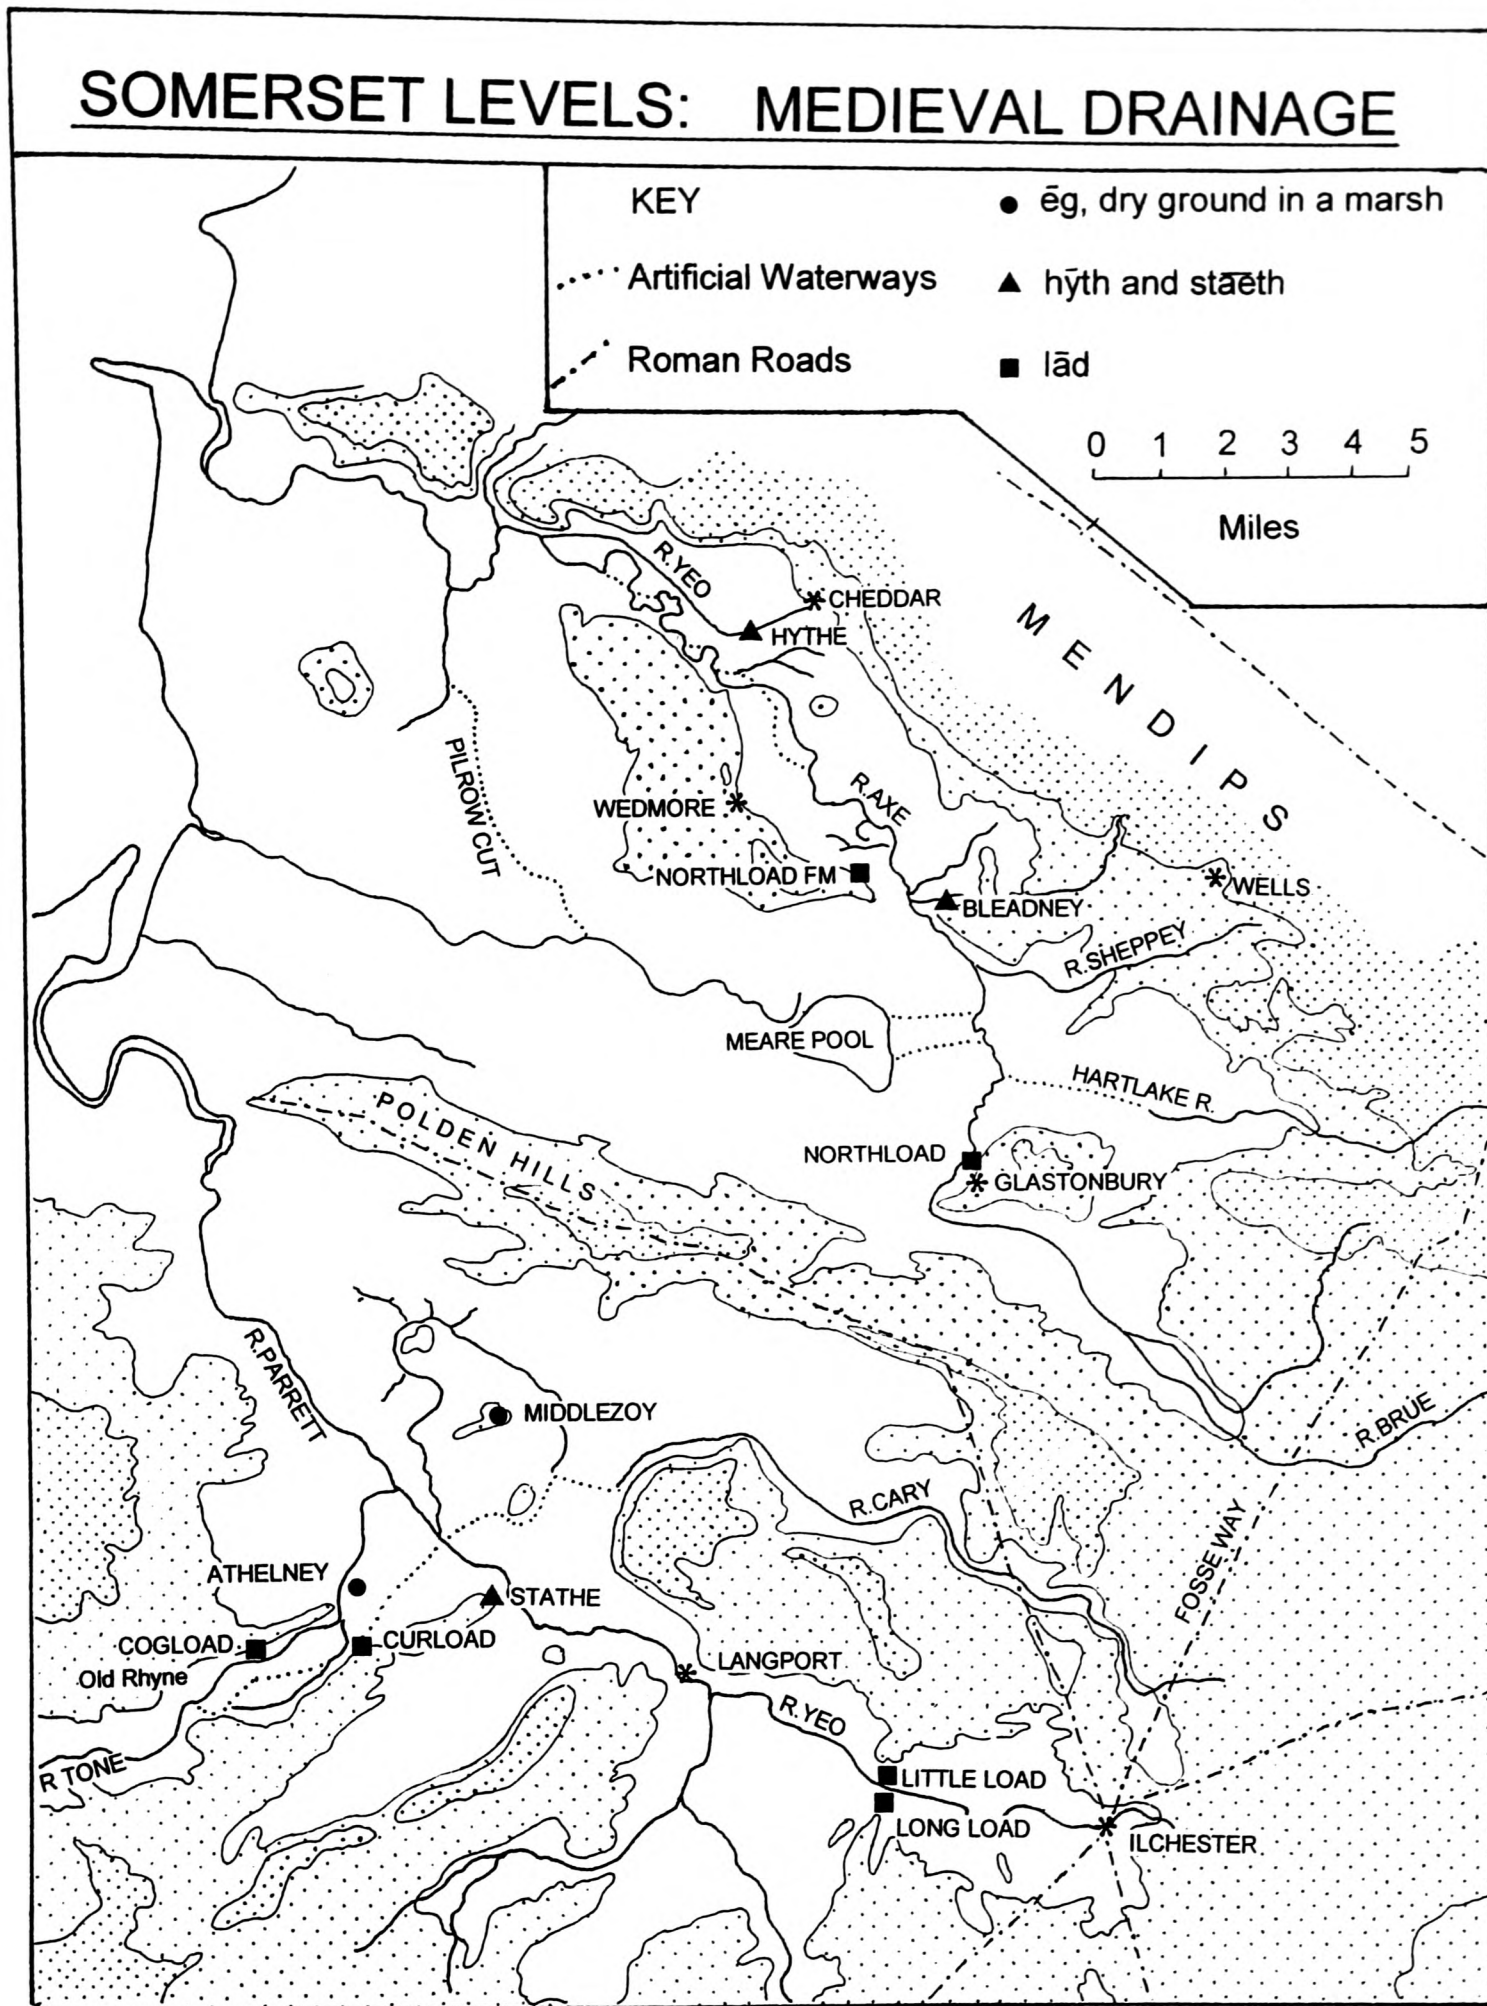 SOMERSET LEVELS: MEDIEVAL DRAINAGE
KEY
Artificial Waterways
Roman Roads
ēg, dry ground in a marsh
hȳth and stǣth
lād
0 1 2 3 4 5
Miles
R.YEO
CHEDDAR
HYTHE
MENDIPS
PILROW CUT
WEDMORE
R.AXE
NORTHLOAD FM
BLEADNEY
WELLS
R.SHEPPEY
MEARE POOL
HARTLAKE R.
POLDEN HILLS
NORTHLOAD
GLASTONBURY
R.PARRETT
MIDDLEZOY
R.BRUE
R.CARY
FOSSEWAY
ATHELNEY
STATHE
COGLOAD
CURLOAD
Old Rhyne
LANGPORT
R.YEO
R TONE
LITTLE LOAD
LONG LOAD
ILCHESTER